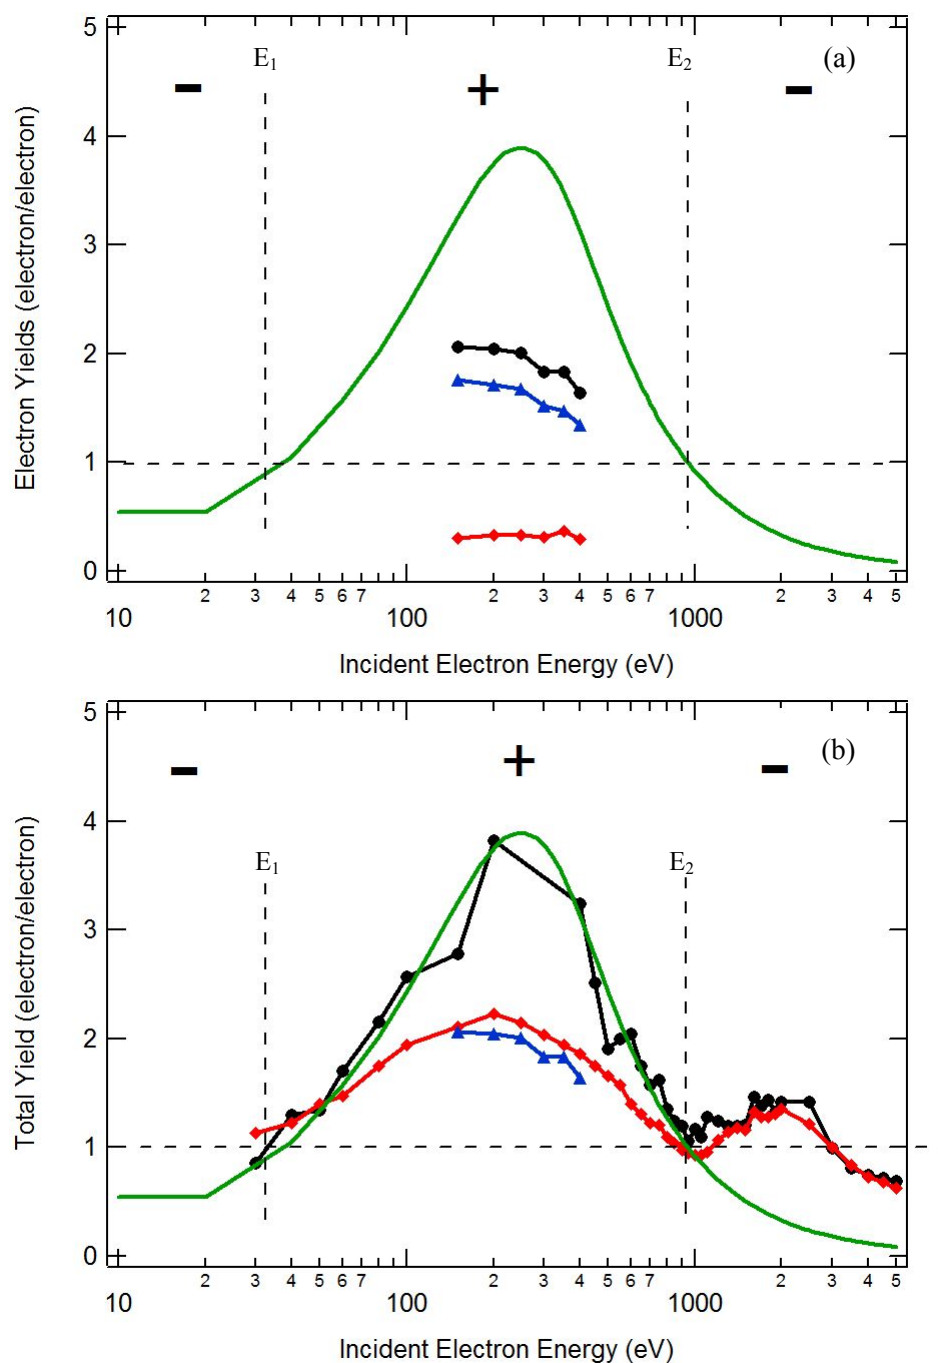 5
E₁
E₂
(a)
-
+
-
4
3
2
1
0
Electron Yields (electron/electron)
2 3 4 5 6 7 2 3 4 5 6 7 2 3 4 5
10 100 1000
Incident Electron Energy (eV)
5
-
+
-
(b)
4
E₁
E₂
3
2
1
0
Total Yield (electron/electron)
2 3 4 5 6 7 2 3 4 5 6 7 2 3 4 5
10 100 1000
Incident Electron Energy (eV)